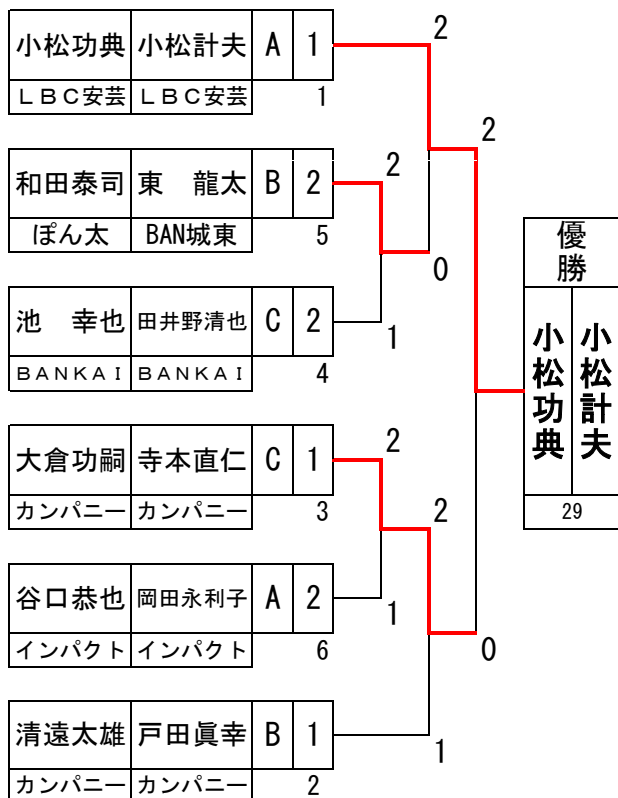 小松功典 小松計夫 A 1
LBC安芸 LBC安芸 1
2
2
和田泰司 東 龍太 B 2
ぽん太 BAN城東 5
2
0
池 幸也 田井野清也 C 2
BANKAI BANKAI 4
1
優勝
小松功典 小松計夫
29
大倉功嗣 寺本直仁 C 1
カンパニー カンパニー 3
2
2
谷口恭也 岡田永利子 A 2
インパクト インパクト 6
1
0
清遠太雄 戸田眞幸 B 1
カンパニー カンパニー 2
1